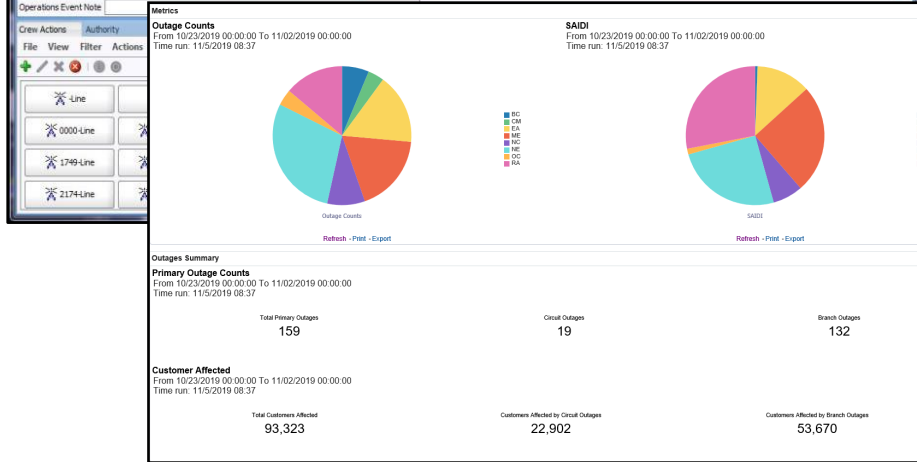 Operations Event Note
Crew Actions Authority
File View Filter Actions
-Line
0000-Line
1749-Line
2174-Line
Metrics
Outage Counts
From 10/23/2019 00:00:00 To 11/02/2019 00:00:00
Time run: 11/5/2019 08:37
BC
CM
EA
ME
NC
NE
OC
RA
Outage Counts
Refresh - Print - Export
SAIDI
From 10/23/2019 00:00:00 To 11/02/2019 00:00:00
Time run: 11/5/2019 08:37
SAIDI
Refresh - Print - Export
Outages Summary
Primary Outage Counts
From 10/23/2019 00:00:00 To 11/02/2019 00:00:00
Time run: 11/5/2019 08:37
Total Primary Outages
159
Circuit Outages
19
Branch Outages
132
Customer Affected
From 10/23/2019 00:00:00 To 11/02/2019 00:00:00
Time run: 11/5/2019 08:37
Total Customers Affected
93,323
Customers Affected by Circuit Outages
22,902
Customers Affected by Branch Outages
53,670